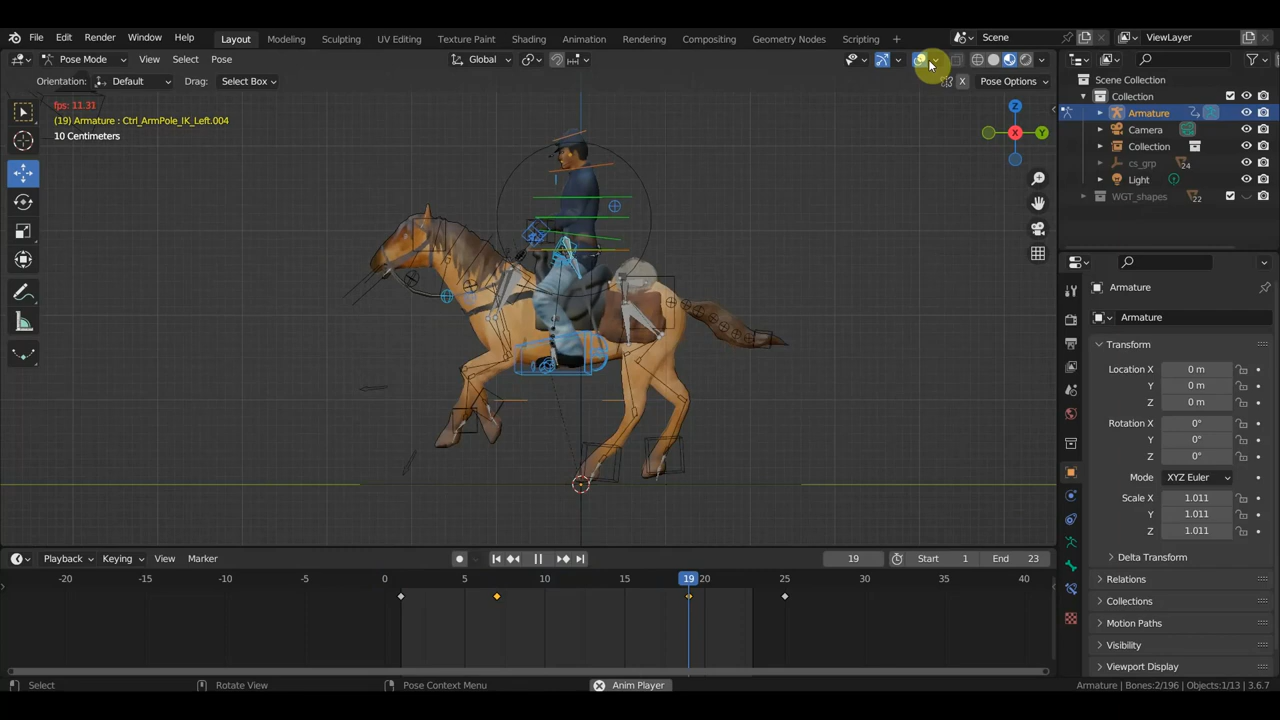 File Edit Render Window Help Layout Modeling Sculpting UV Editing Texture Paint Shading Animation Rendering Compositing Geometry Nodes Scripting + Scene ViewLayer
Pose Mode View Select Pose Global
Orientation: Default Drag: Select Box X Pose Options
fps: 11.31
(19) Armature : Ctrl_ArmPole_IK_Left.004
10 Centimeters
Z
X
Y
Scene Collection
Collection
Armature
Camera
Collection
cs_grp 24
Light
WGT_shapes 22
Armature
Armature
Transform
Location X 0 m
Y 0 m
Z 0 m
Rotation X 0°
Y 0°
Z 0°
Mode XYZ Euler
Scale X 1.011
Y 1.011
Z 1.011
Delta Transform
Relations
Collections
Motion Paths
Visibility
Viewport Display
Playback Keying View Marker 19 Start 1 End 23
-20 -15 -10 -5 0 5 10 15 19 20 25 30 35 40
Select Rotate View Pose Context Menu Anim Player Armature | Bones:2/196 | Objects:1/13 | 3.6.7